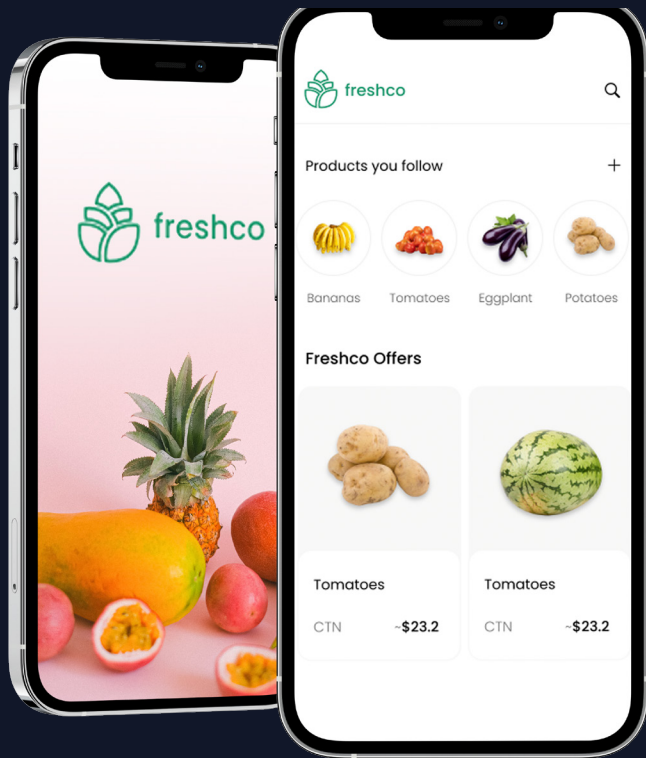 freshco
freshco
Products you follow
Bananas Tomatoes Eggplant Potatoes
Freshco Offers
Tomatoes Tomatoes
CTN ~$23.2 CTN ~$23.2